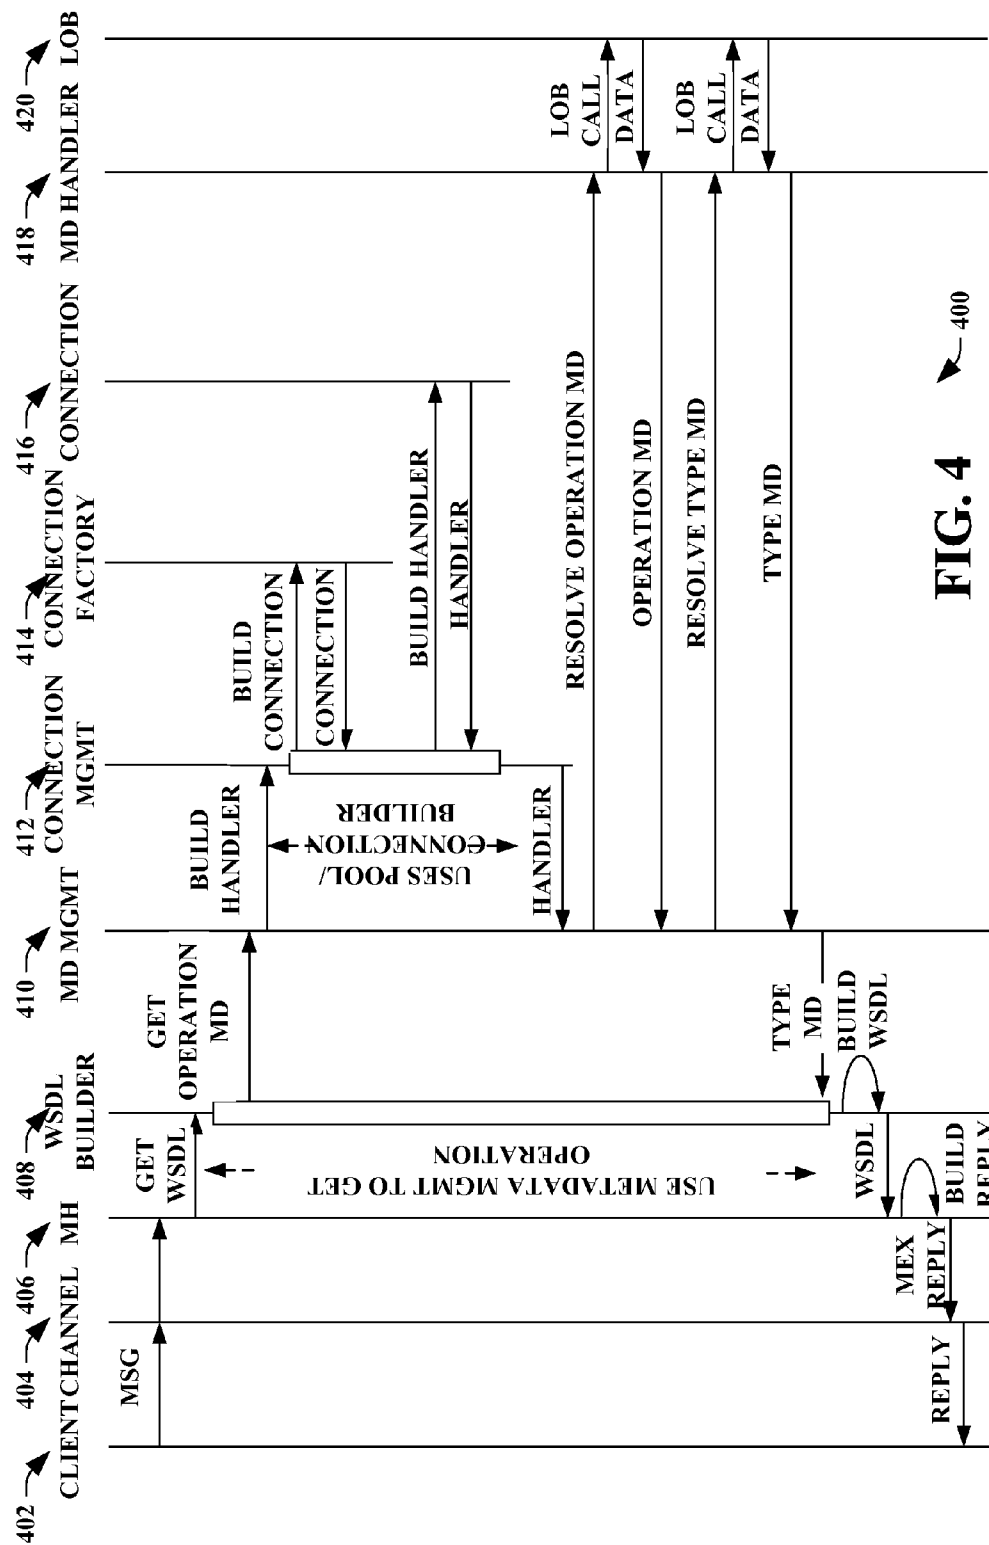 402
CLIENT
404
CHANNEL
406
MH
408
WSDL
BUILDER
410
MD MGMT
412
CONNECTION
MGMT
414
CONNECTION
FACTORY
416
CONNECTION
418
MD HANDLER
420
LOB
MSG
GET
WSDL
GET
OPERATION
MD
BUILD
HANDLER
BUILD
CONNECTION
CONNECTION
USES POOL/
CONNECTION
BUILDER
BUILD HANDLER
HANDLER
HANDLER
USE METADATA MGMT TO GET
OPERATION
RESOLVE OPERATION MD
LOB
CALL
DATA
OPERATION MD
RESOLVE TYPE MD
LOB
CALL
DATA
TYPE MD
TYPE
MD
BUILD
WSDL
WSDL
BUILD
REPLY
MEX
REPLY
REPLY
FIG. 4
400